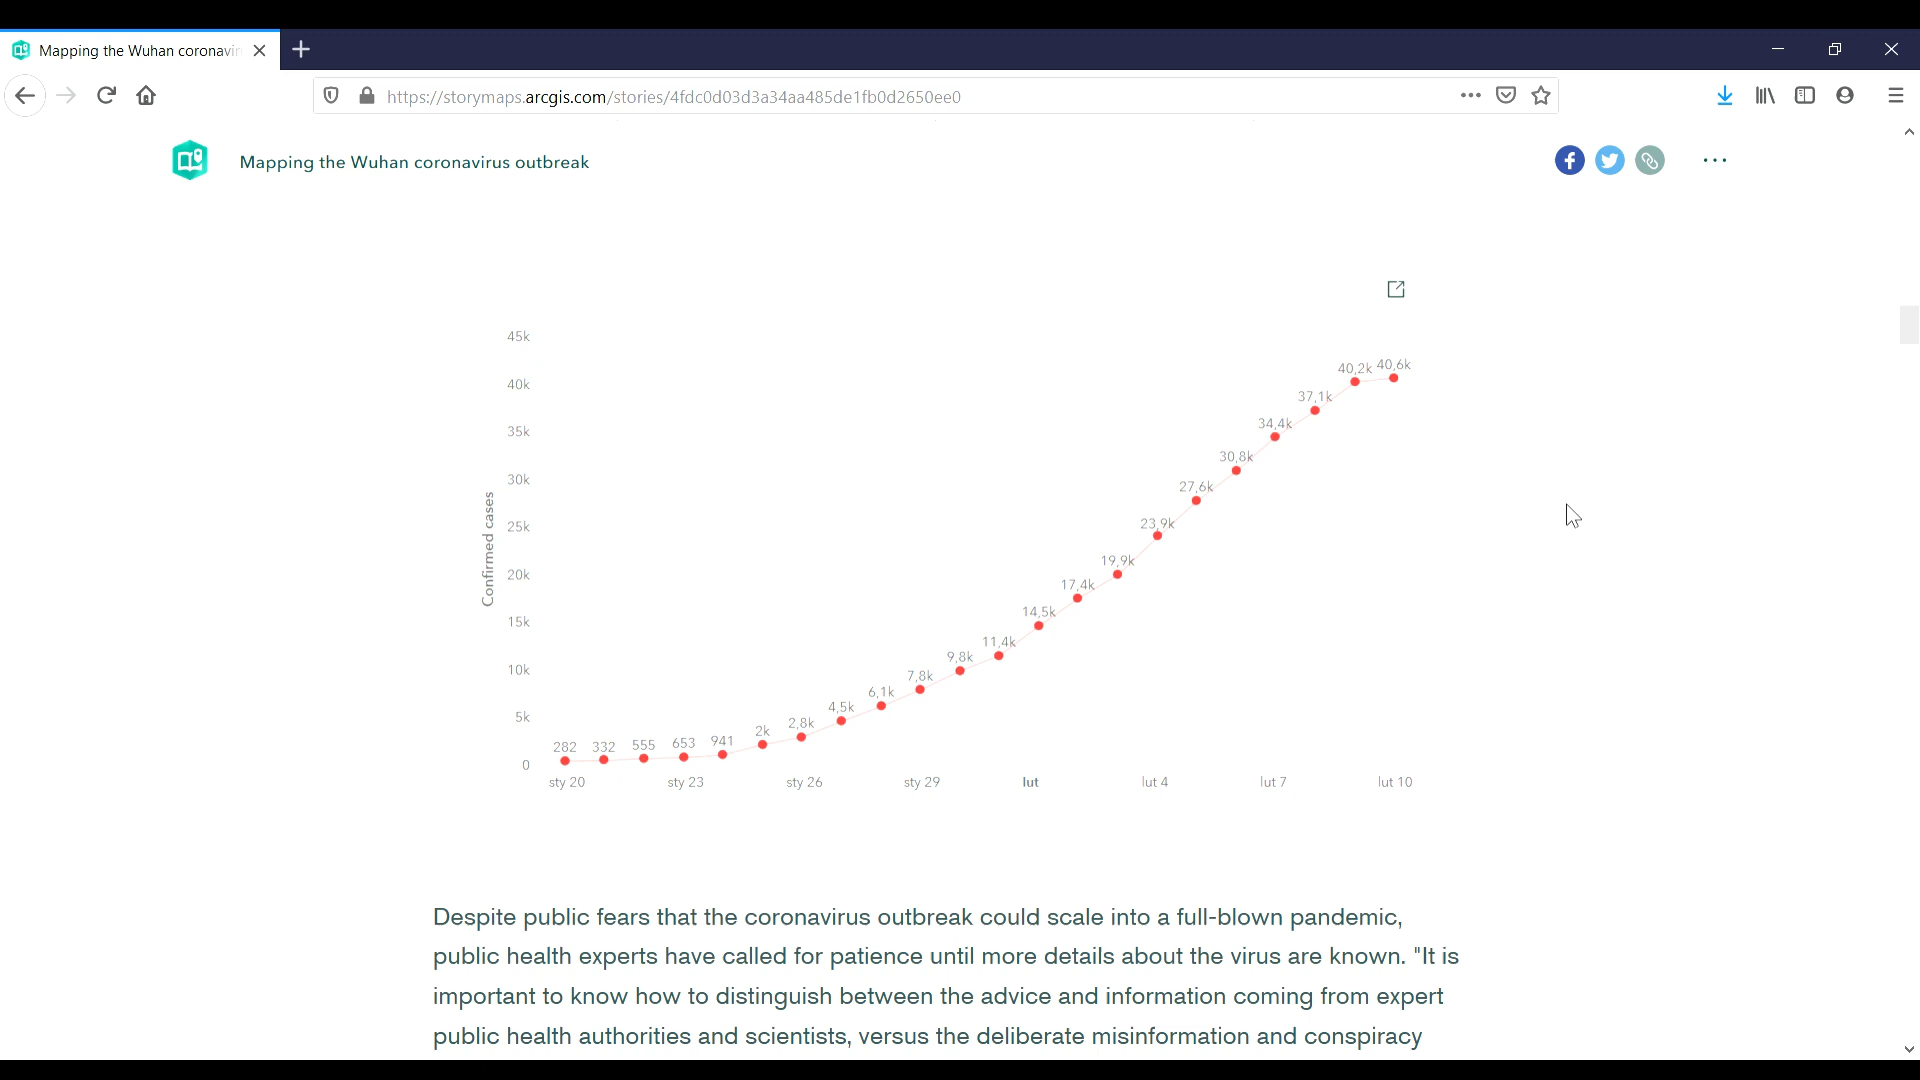 Mapping the Wuhan coronavir
https://storymaps.arcgis.com/stories/4fdc0d03d3a34aa485de1fb0d2650ee0
Mapping the Wuhan coronavirus outbreak
45k
40k
35k
30k
25k
20k
15k
10k
5k
0
Confirmed cases
282 332 555 653 941 2k 2,8k 4,5k 6,1k 7,8k 9,8k 11,4k 14,5k 17,4k 19,9k 23,9k 27,6k 30,8k 34,4k 37,1k 40,2k 40,6k
sty 20 sty 23 sty 26 sty 29 lut lut 4 lut 7 lut 10
Despite public fears that the coronavirus outbreak could scale into a full-blown pandemic,
public health experts have called for patience until more details about the virus are known. "It is
important to know how to distinguish between the advice and information coming from expert
public health authorities and scientists, versus the deliberate misinformation and conspiracy